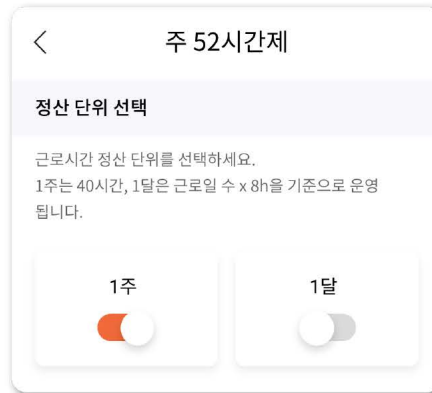 주 52시간제
정산 단위 선택
근로시간 정산 단위를 선택하세요.
1주는 40시간, 1달은 근로일 수 x 8h을 기준으로 운영
됩니다.
1주
1달